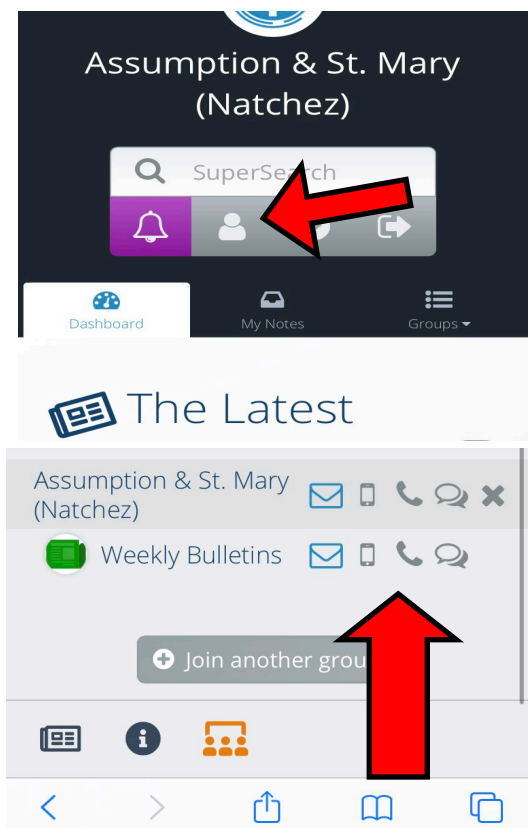 Assumption & St. Mary
(Natchez)
SuperSearch
Dashboard
My Notes
Groups
The Latest
Assumption & St. Mary
(Natchez)
Weekly Bulletins
Join another grou